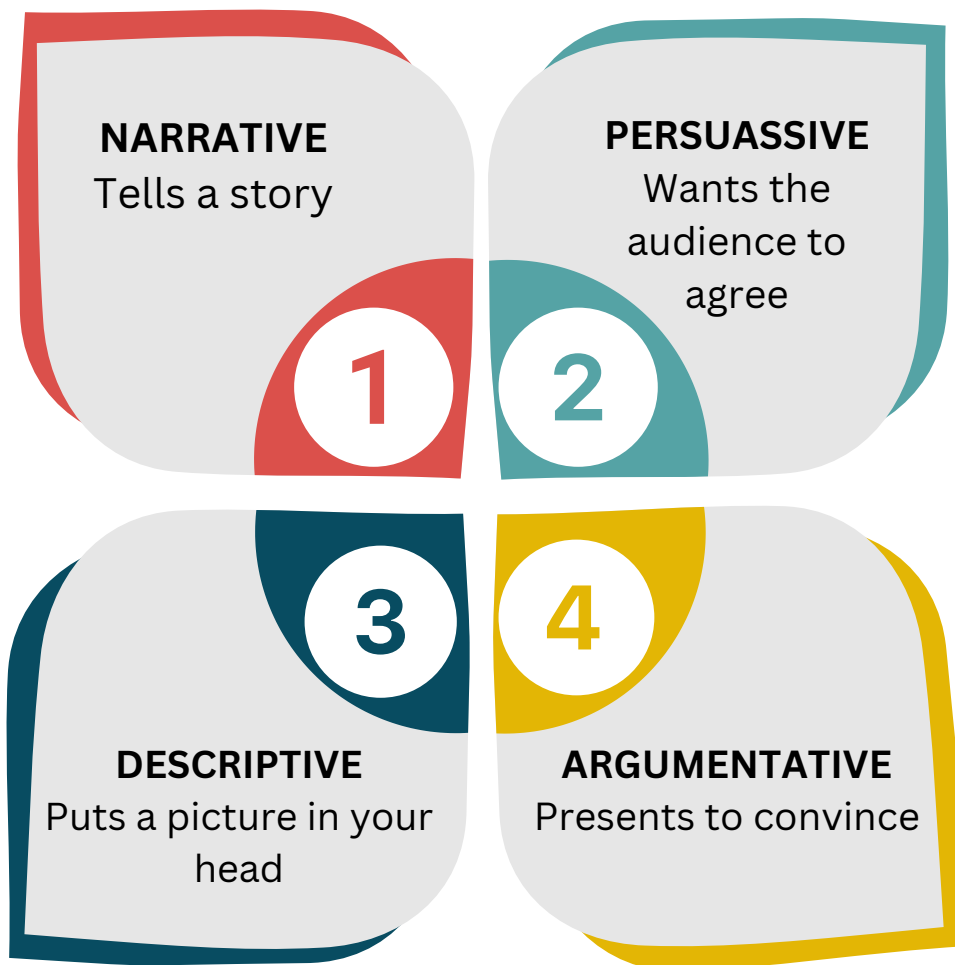 NARRATIVE
Tells a story
1
PERSUASSIVE
Wants the
audience to
agree
2
3
DESCRIPTIVE
Puts a picture in your
head
4
ARGUMENTATIVE
Presents to convince